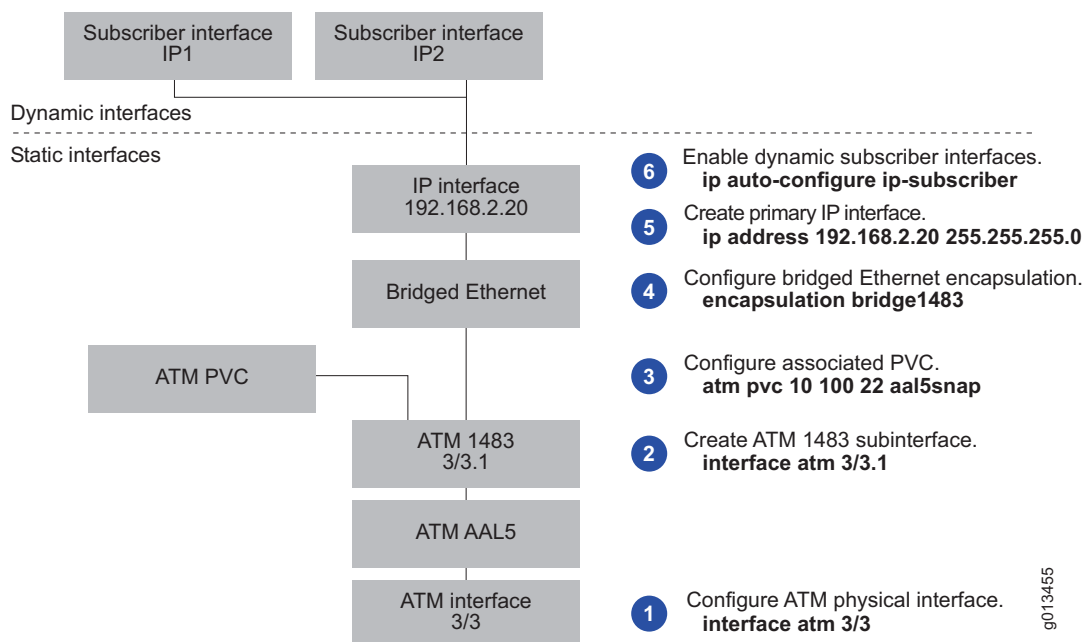 Subscriber interface
IP1
Subscriber interface
IP2
Dynamic interfaces
Static interfaces
IP interface
192.168.2.20
Bridged Ethernet
ATM PVC
ATM 1483
3/3.1
ATM AAL5
ATM interface
3/3
6 Enable dynamic subscriber interfaces.
ip auto-configure ip-subscriber
5 Create primary IP interface.
ip address 192.168.2.20 255.255.255.0
4 Configure bridged Ethernet encapsulation.
encapsulation bridge1483
3 Configure associated PVC.
atm pvc 10 100 22 aal5snap
2 Create ATM 1483 subinterface.
interface atm 3/3.1
1 Configure ATM physical interface.
interface atm 3/3
g013455